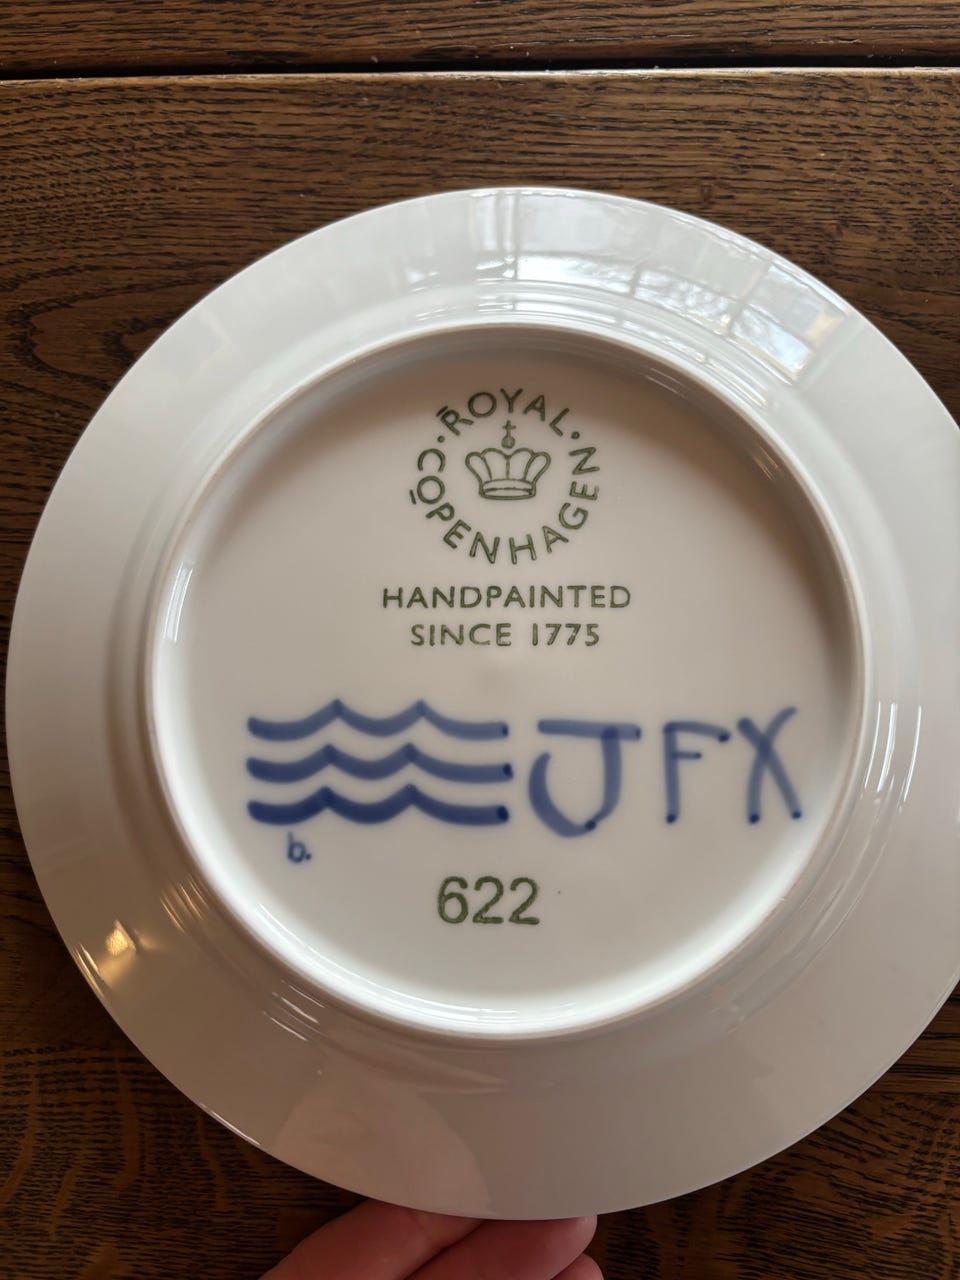 ROYAL · COPENHAGEN ·
HANDPAINTED
SINCE 1775
JFX
b.
622